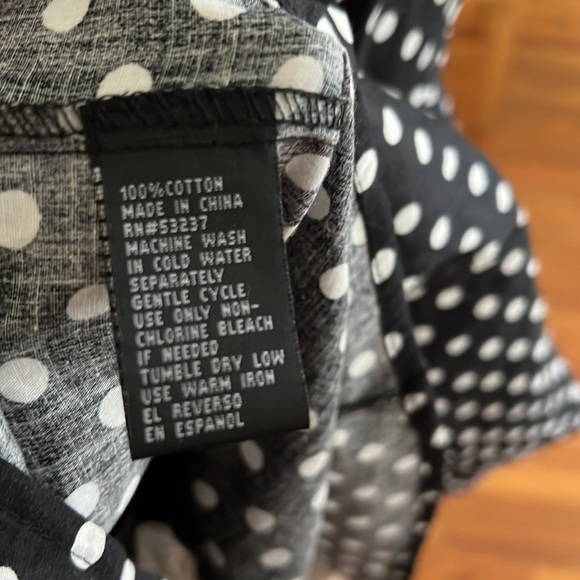 100%COTTON
MADE IN CHINA
RN#53237
MACHINE WASH
IN COLD WATER
SEPARATELY
GENTLE CYCLE
USE ONLY NON-
CHLORINE BLEACH
IF NEEDED
TUMBLE DRY LOW
USE WARM IRON
EL REVERSO
EN ESPANOL